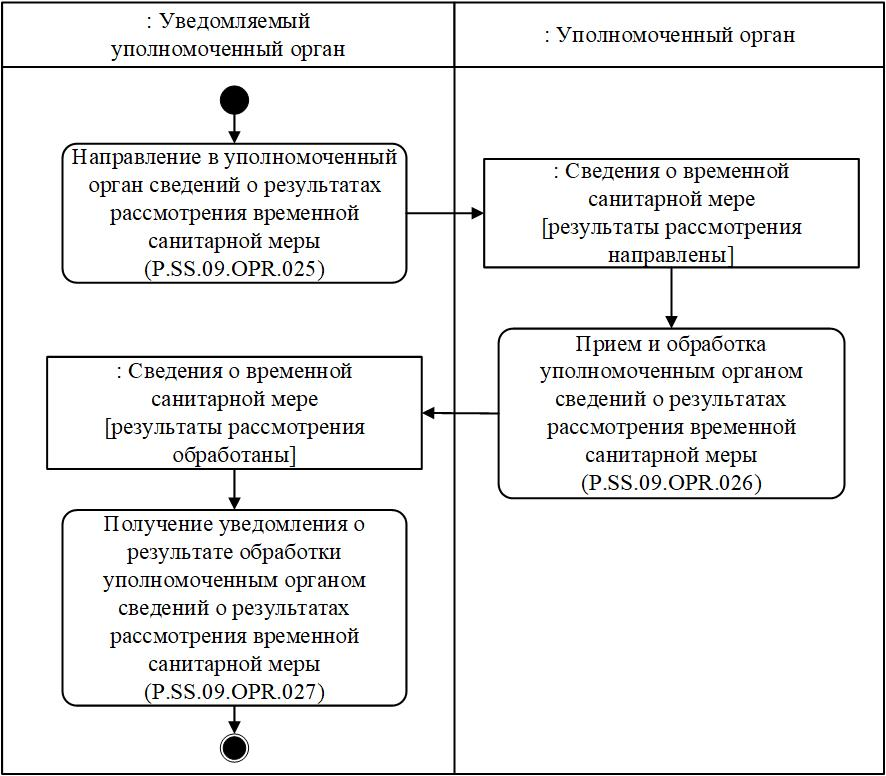 : Уведомляемый
уполномоченный орган
: Уполномоченный орган
Направление в уполномоченный
орган сведений о результатах
рассмотрения временной
санитарной меры
(P.SS.09.OPR.025)
: Сведения о временной
санитарной мере
[результаты рассмотрения
направлены]
Прием и обработка
уполномоченным органом
сведений о результатах
рассмотрения временной
санитарной меры
(P.SS.09.OPR.026)
: Сведения о временной
санитарной мере
[результаты рассмотрения
обработаны]
Получение уведомления о
результате обработки
уполномоченным органом
сведений о результатах
рассмотрения временной
санитарной меры
(P.SS.09.OPR.027)